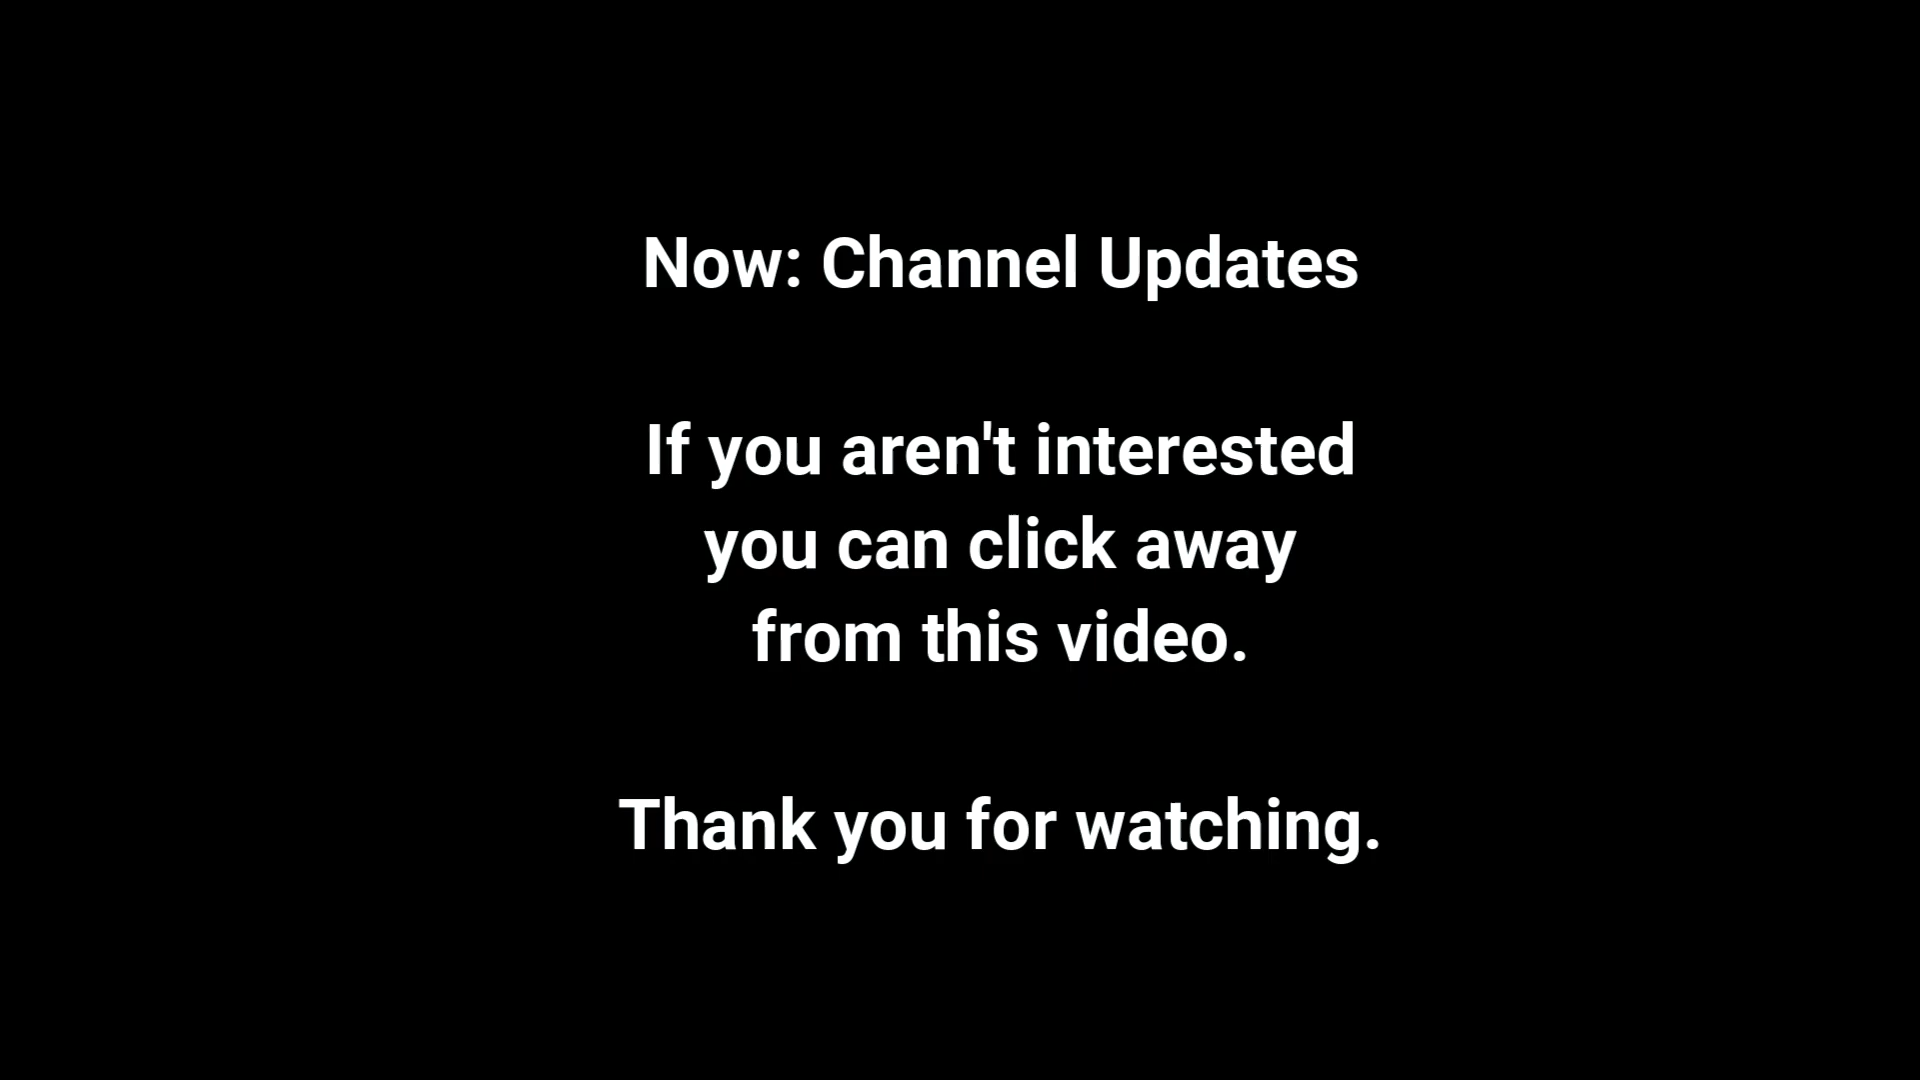 Now: Channel Updates
If you aren't interested
you can click away
from this video.
Thank you for watching.